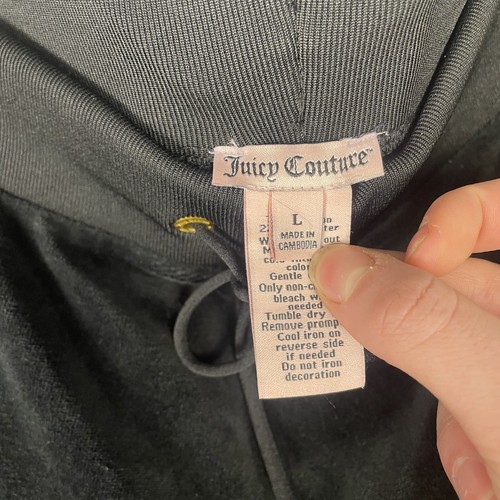 Juicy Couture™
L
MADE IN
CAMBODIA
color
Gentle
Only non-c
bleach w
needed
Tumble dry
Remove promp
Cool iron on
reverse side
if needed
Do not iron
decoration